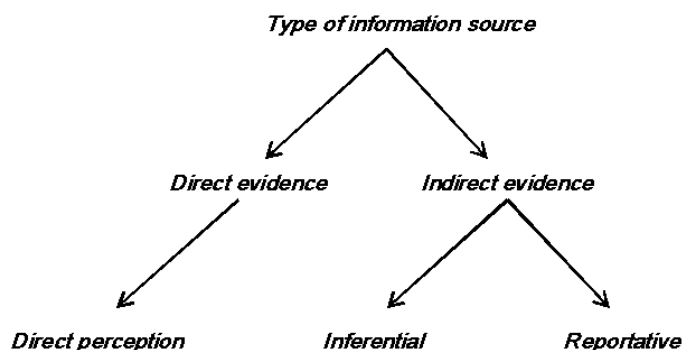 Type of information source
Direct evidence Indirect evidence
Direct perception Inferential Reportative